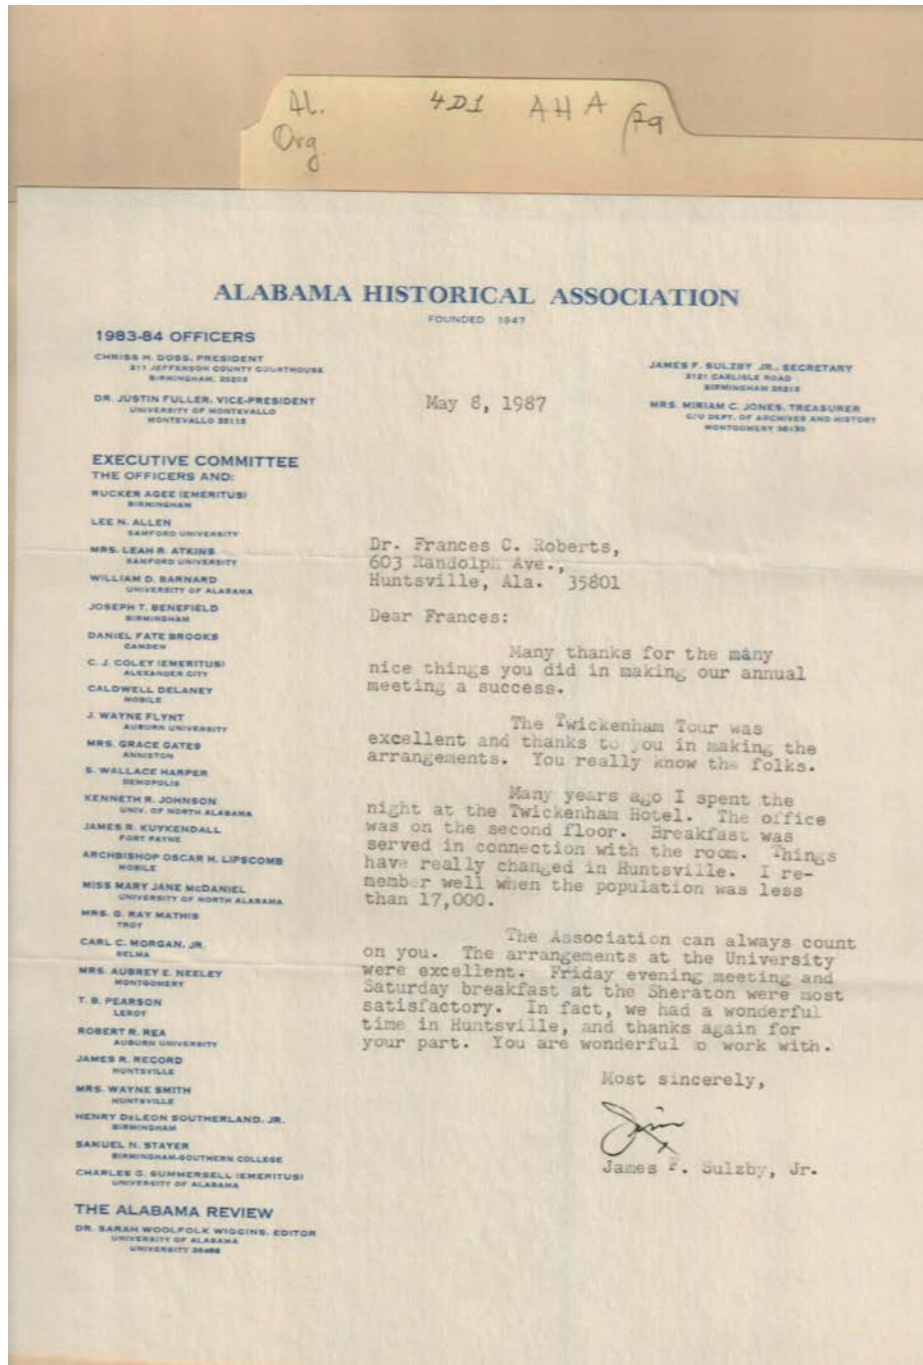 Al. 4D1 AHA
Org
ALABAMA HISTORICAL ASSOCIATION
FOUNDED 1947
1983-84 OFFICERS
CHRISS H. DOSS, PRESIDENT
211 JEFFERSON COUNTY COURTHOUSE
BIRMINGHAM, 35203
DR. JUSTIN FULLER, VICE-PRESIDENT
UNIVERSITY OF MONTEVALLO
MONTEVALLO 35115
JAMES F. SULZBY JR., SECRETARY
3121 CARLISLE ROAD
BIRMINGHAM 35213
MRS. MIRIAM C. JONES, TREASURER
C/O DEPT. OF ARCHIVES AND HISTORY
MONTGOMERY 36130
May 8, 1987
EXECUTIVE COMMITTEE
THE OFFICERS AND:
RUCKER AGEE (EMERITUS)
BIRMINGHAM
LEE N. ALLEN
SAMFORD UNIVERSITY
MRS. LEAH R. ATKINS
SAMFORD UNIVERSITY
WILLIAM D. BARNARD
UNIVERSITY OF ALABAMA
JOSEPH T. BENEFIELD
BIRMINGHAM
DANIEL FATE BROOKS
CAMDEN
C. J. COLEY (EMERITUS)
ALEXANDER CITY
CALDWELL DELANEY
MOBILE
J. WAYNE FLYNT
AUBURN UNIVERSITY
MRS. GRACE GATES
ANNISTON
S. WALLACE HARPER
DEMOPOLIS
KENNETH R. JOHNSON
UNIV. OF NORTH ALABAMA
JAMES R. KUYKENDALL
FORT PAYNE
ARCHBISHOP OSCAR H. LIPSCOMB
MOBILE
MISS MARY JANE McDANIEL
UNIVERSITY OF NORTH ALABAMA
MRS. G. RAY MATHIS
TROY
CARL C. MORGAN, JR.
SELMA
MRS. AUBREY E. NEELEY
MONTGOMERY
T. B. PEARSON
LEROY
ROBERT R. REA
AUBURN UNIVERSITY
JAMES R. RECORD
HUNTSVILLE
MRS. WAYNE SMITH
HUNTSVILLE
HENRY DeLEON SOUTHERLAND, JR.
BIRMINGHAM
SAMUEL N. STAYER
BIRMINGHAM-SOUTHERN COLLEGE
CHARLES G. SUMMERSELL (EMERITUS)
UNIVERSITY OF ALABAMA
THE ALABAMA REVIEW
DR. SARAH WOOLFOLK WIGGINS, EDITOR
UNIVERSITY OF ALABAMA
UNIVERSITY 35486
Dr. Frances C. Roberts,
603 Randolph Ave.,
Huntsville, Ala. 35801
Dear Frances:
Many thanks for the many
nice things you did in making our annual
meeting a success.
The Twickenham Tour was
excellent and thanks to you in making the
arrangements. You really know the folks.
Many years ago I spent the
night at the Twickenham Hotel. The office
was on the second floor. Breakfast was
served in connection with the room. Things
have really changed in Huntsville. I re-
member well when the population was less
than 17,000.
The Association can always count
on you. The arrangements at the University
were excellent. Friday evening meeting and
Saturday breakfast at the Sheraton were most
satisfactory. In fact, we had a wonderful
time in Huntsville, and thanks again for
your part. You are wonderful to work with.
Most sincerely,
Jim
James F. Sulzby, Jr.